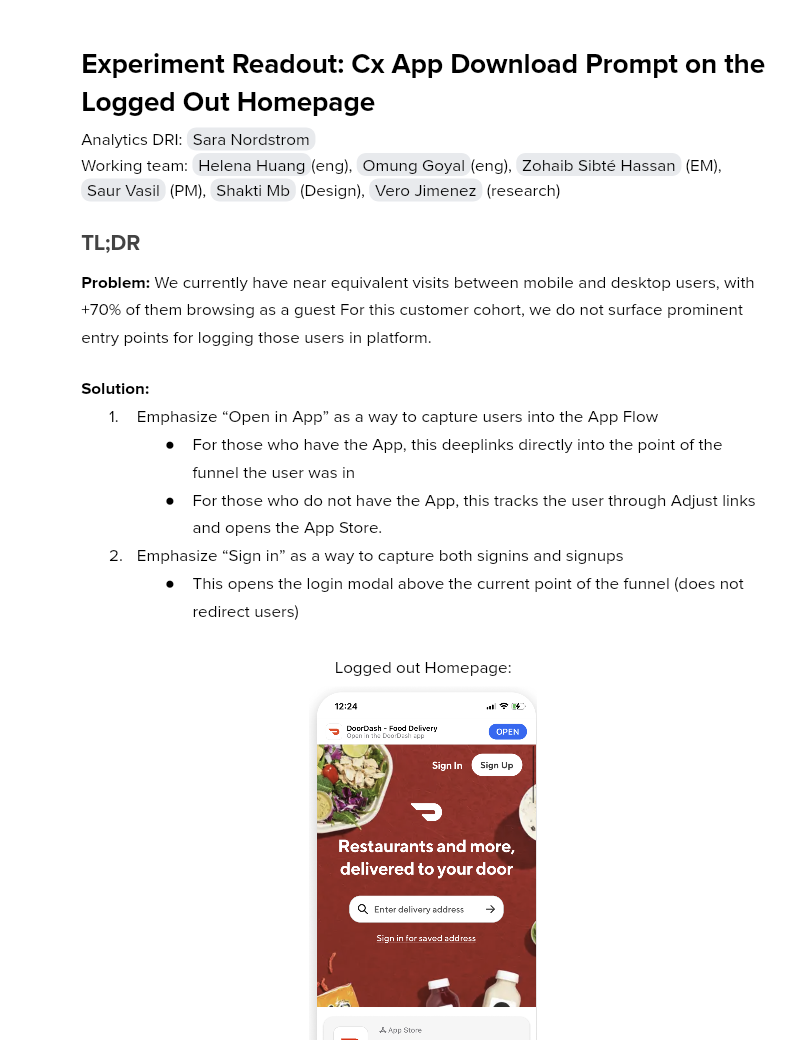 Experiment Readout: Cx App Download Prompt on the
Logged Out Homepage
Analytics DRI: Sara Nordstrom
Working team: Helena Huang (eng), Omung Goyal (eng), Zohaib Sibté Hassan (EM),
Saur Vasil (PM), Shakti Mb (Design), Vero Jimenez (research)
TL;DR
Problem: We currently have near equivalent visits between mobile and desktop users, with
+70% of them browsing as a guest For this customer cohort, we do not surface prominent
entry points for logging those users in platform.
Solution:
1. Emphasize “Open in App” as a way to capture users into the App Flow
● For those who have the App, this deeplinks directly into the point of the
funnel the user was in
● For those who do not have the App, this tracks the user through Adjust links
and opens the App Store.
2. Emphasize “Sign in” as a way to capture both signins and signups
● This opens the login modal above the current point of the funnel (does not
redirect users)
Logged out Homepage:
12:24
DoorDash - Food Delivery
Open in the DoorDash app
OPEN
Sign In
Sign Up
Restaurants and more,
delivered to your door
Enter delivery address
Sign in for saved address
App Store